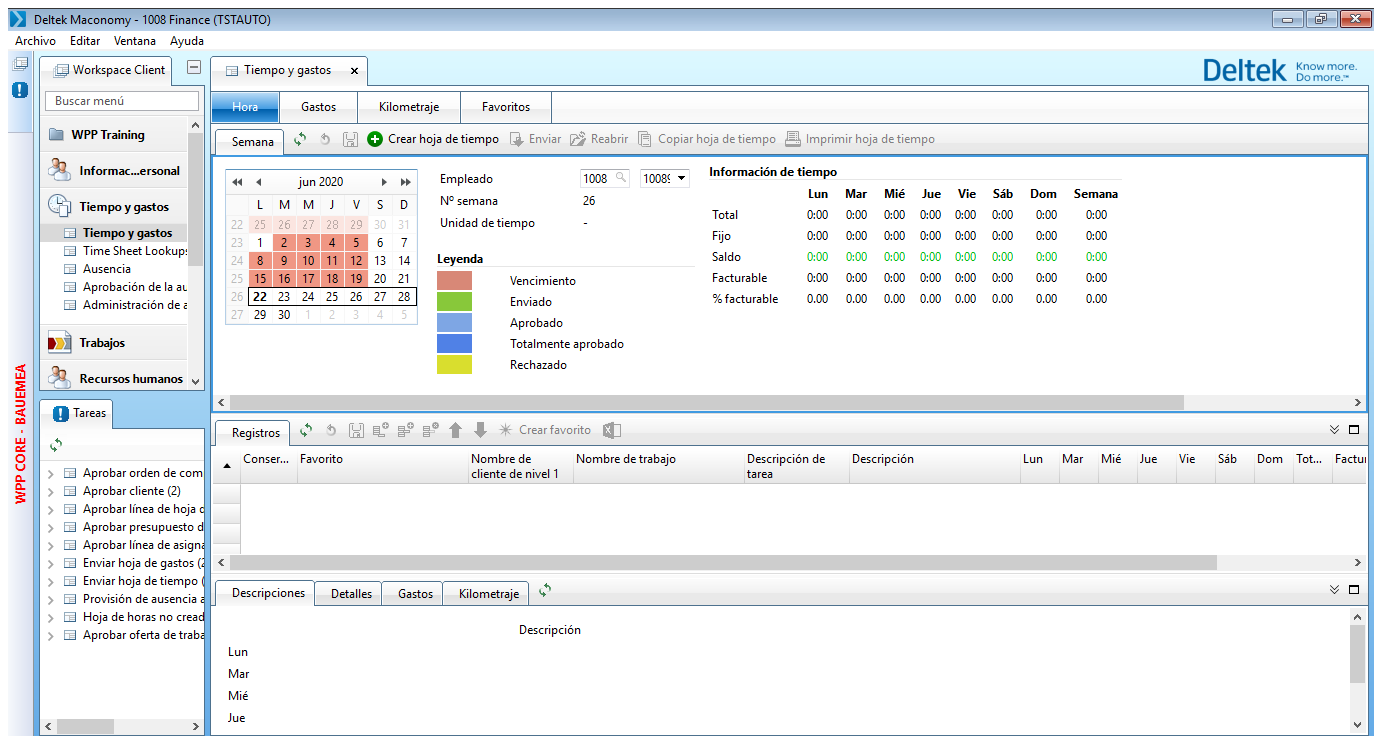 Deltek Maconomy - 1008 Finance (TSTAUTO)
Archivo Editar Ventana Ayuda
Workspace Client
Buscar menú
WPP Training
Informac...ersonal
Tiempo y gastos
Tiempo y gastos
Time Sheet Lookups
Ausencia
Aprobación de la au
Administración de a
Trabajos
Recursos humanos
WPP CORE - BAUEMEA
Tareas
Aprobar orden de com
Aprobar cliente (2)
Aprobar línea de hoja d
Aprobar presupuesto d
Aprobar línea de asigna
Enviar hoja de gastos (2
Enviar hoja de tiempo (
Provisión de ausencia a
Hoja de horas no cread
Aprobar oferta de traba
Tiempo y gastos
Deltek Know more.
Do more.™
Hora Gastos Kilometraje Favoritos
Semana Crear hoja de tiempo Enviar Reabrir Copiar hoja de tiempo Imprimir hoja de tiempo
jun 2020
L M M J V S D
22 25 26 27 28 29 30 31
23 1 2 3 4 5 6 7
24 8 9 10 11 12 13 14
25 15 16 17 18 19 20 21
26 22 23 24 25 26 27 28
27 29 30 1 2 3 4 5
Empleado 1008
Nº semana 26
Unidad de tiempo -
Leyenda
Vencimiento
Enviado
Aprobado
Totalmente aprobado
Rechazado
Información de tiempo
Lun Mar Mié Jue Vie Sáb Dom Semana
Total 0:00 0:00 0:00 0:00 0:00 0:00 0:00 0:00
Fijo 0:00 0:00 0:00 0:00 0:00 0:00 0:00 0:00
Saldo 0:00 0:00 0:00 0:00 0:00 0:00 0:00 0:00
Facturable 0:00 0:00 0:00 0:00 0:00 0:00 0:00 0:00
% facturable 0.00 0.00 0.00 0.00 0.00 0.00 0.00 0.00
Registros Crear favorito
Conser... Favorito Nombre de cliente de nivel 1 Nombre de trabajo Descripción de tarea Descripción Lun Mar Mié Jue Vie Sáb Dom Tot... Factur
Descripciones Detalles Gastos Kilometraje
Descripción
Lun
Mar
Mié
Jue